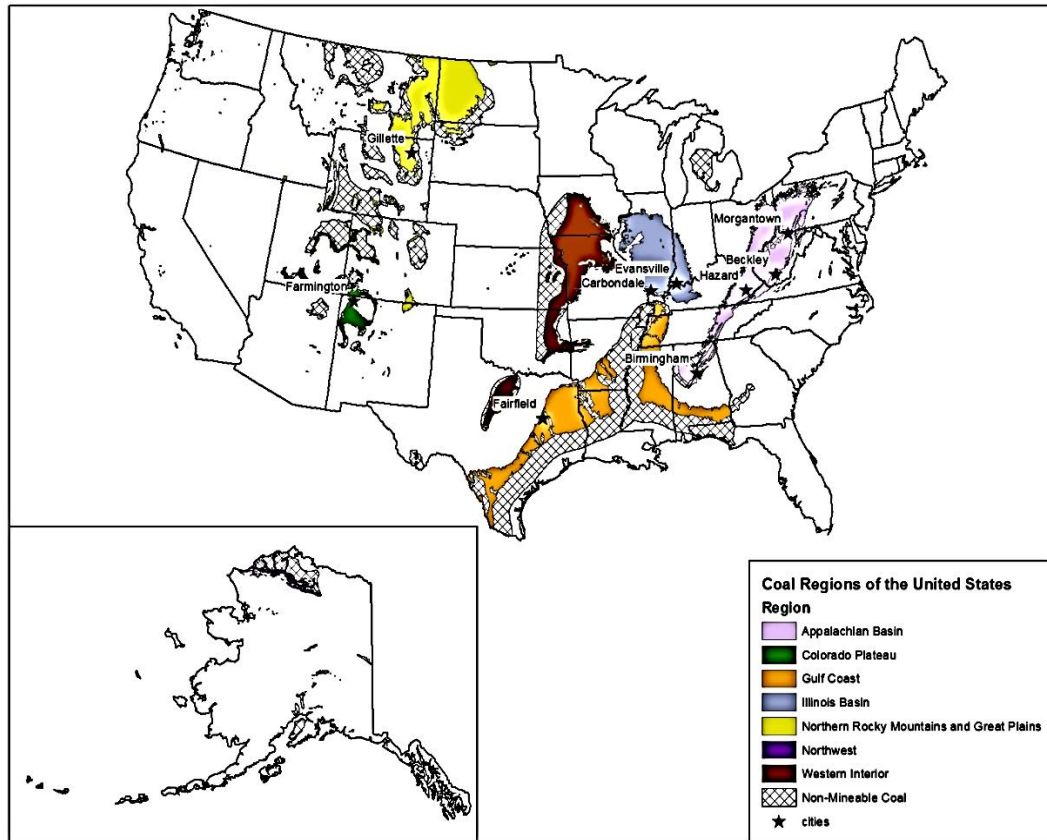 Gillette
Morgantown
Beckley
Evansville
Hazard
Carbondale
Farmington
Birmingham
Fairfield
Coal Regions of the United States
Region
Appalachian Basin
Colorado Plateau
Gulf Coast
Illinois Basin
Northern Rocky Mountains and Great Plains
Northwest
Western Interior
Non-Mineable Coal
cities